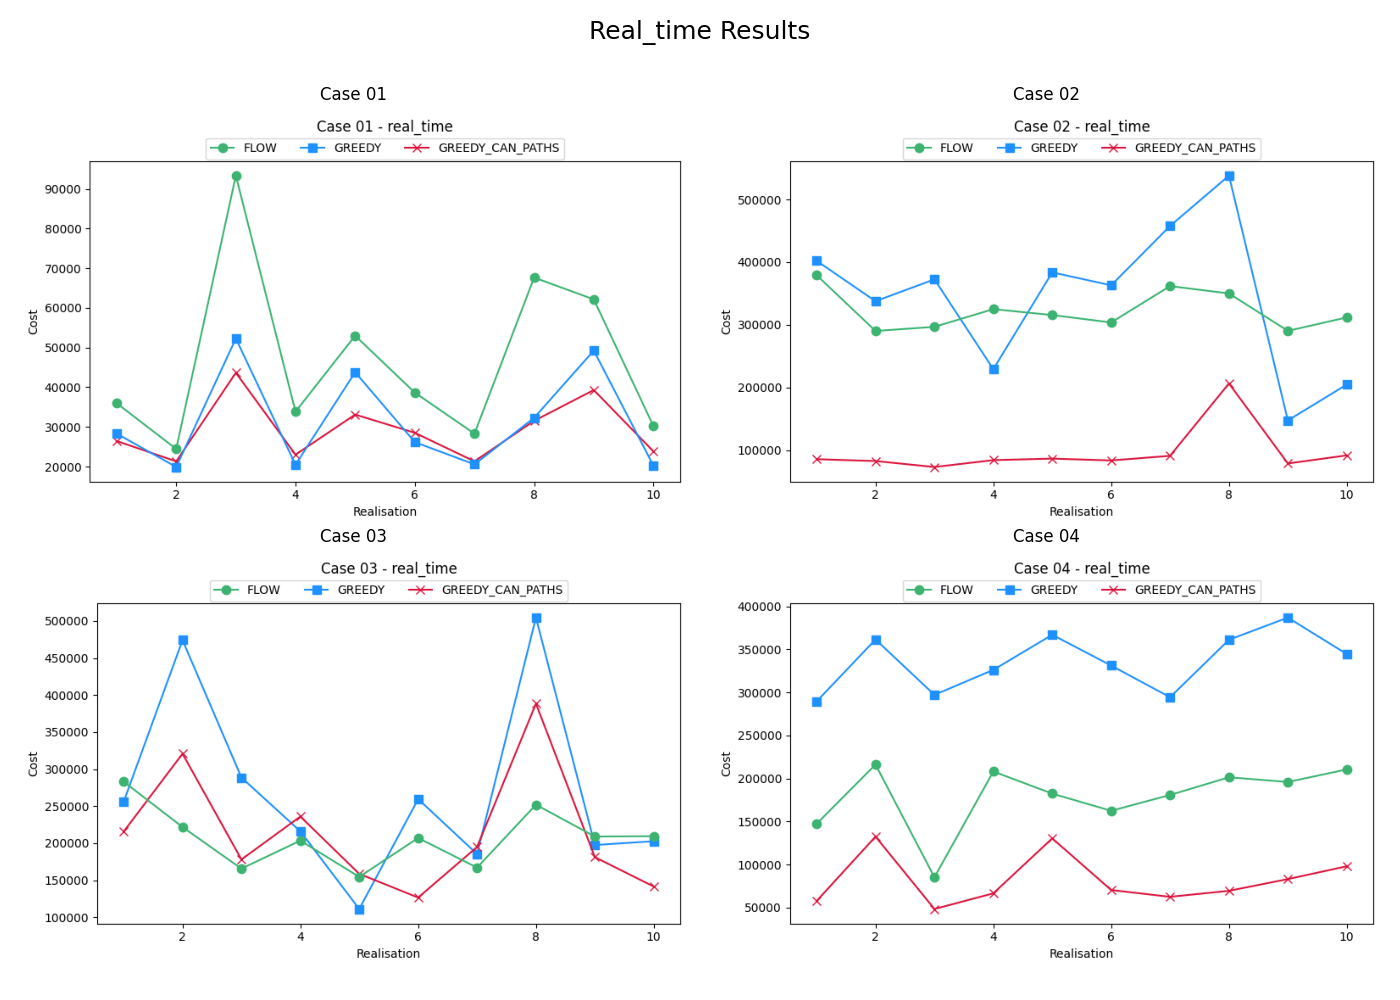 Real_time Results
Case 01
Case 01 - real_time
FLOW GREEDY GREEDY_CAN_PATHS
90000
80000
70000
60000
50000
40000
30000
20000
Cost
2 4 6 8 10
Realisation
Case 02
Case 02 - real_time
FLOW GREEDY GREEDY_CAN_PATHS
500000
400000
300000
200000
100000
Cost
2 4 6 8 10
Realisation
Case 03
Case 03 - real_time
FLOW GREEDY GREEDY_CAN_PATHS
500000
450000
400000
350000
300000
250000
200000
150000
100000
Cost
2 4 6 8 10
Realisation
Case 04
Case 04 - real_time
FLOW GREEDY GREEDY_CAN_PATHS
400000
350000
300000
250000
200000
150000
100000
50000
Cost
2 4 6 8 10
Realisation